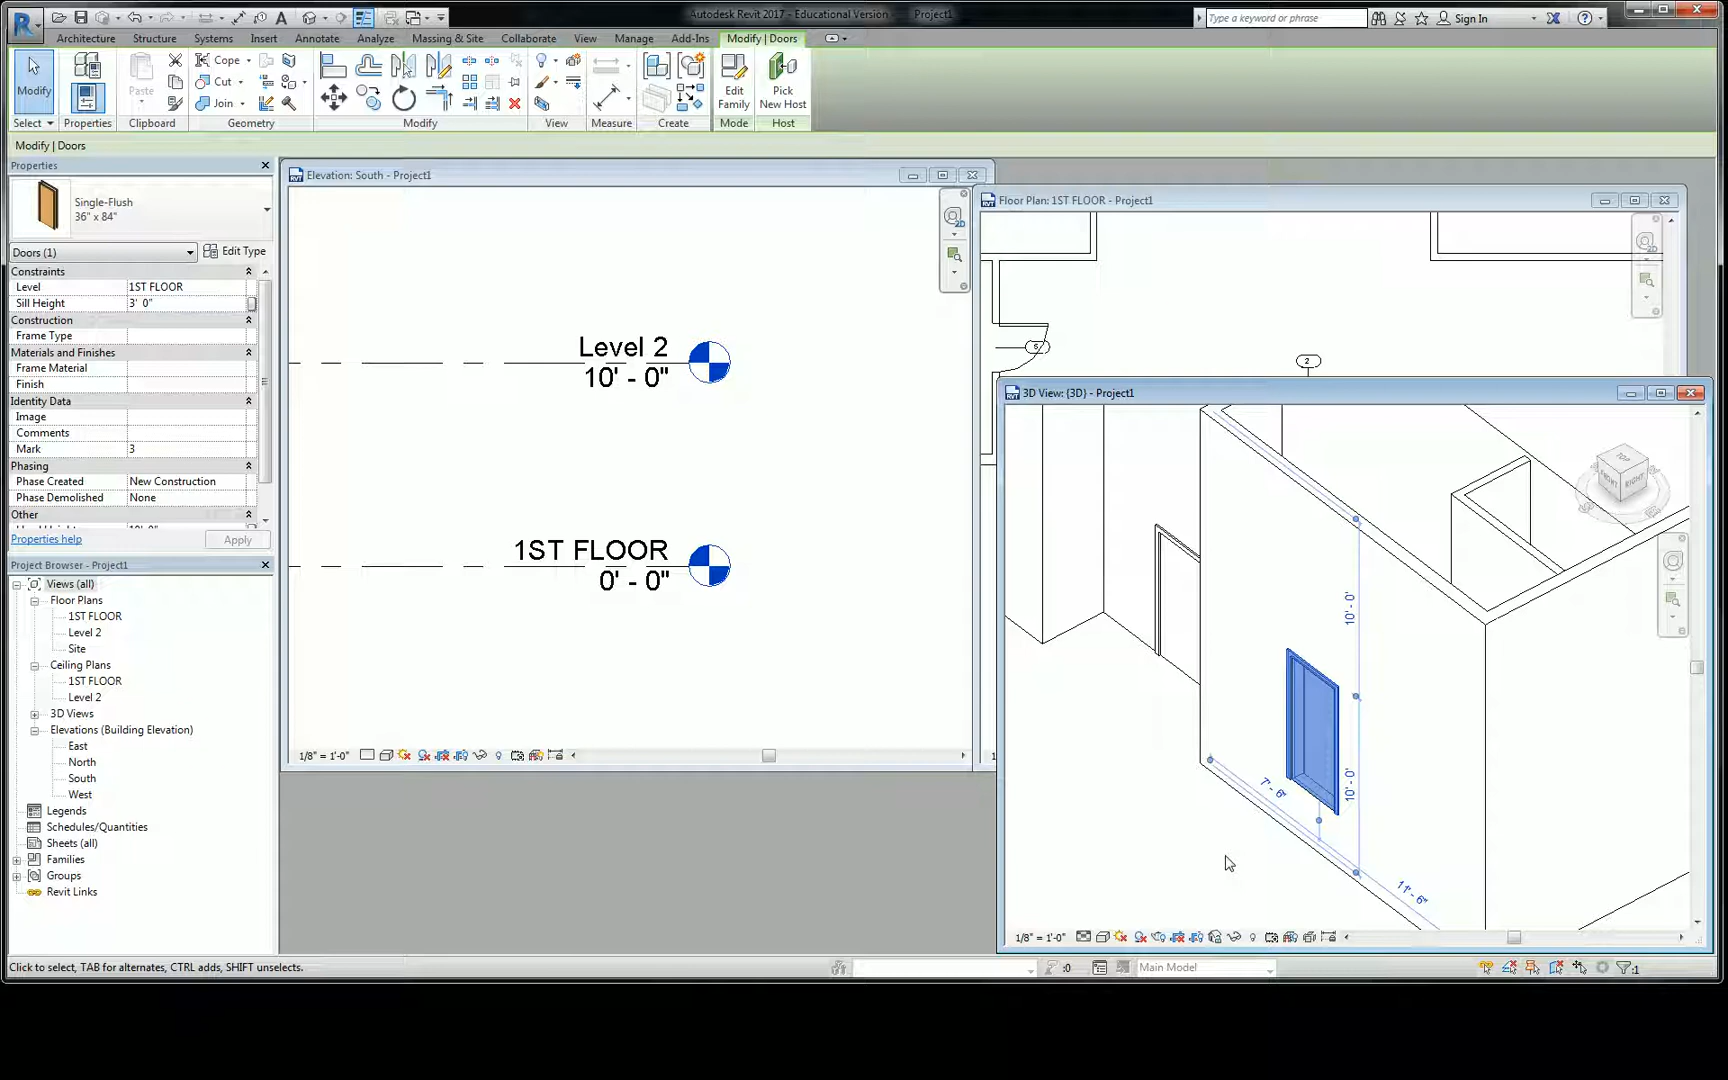 Autodesk Revit 2017 - Educational Version -    Project1
Type a keyword or phrase
Sign In
Architecture Structure Systems Insert Annotate Analyze Massing & Site Collaborate View Manage Add-Ins Modify | Doors
Modify
Paste
Cope
Cut
Join
Edit Family
Pick New Host
Select Properties Clipboard Geometry Modify View Measure Create Mode Host
Modify | Doors
Properties
Single-Flush
36" x 84"
Doors (1)
Edit Type
Constraints
Level 1ST FLOOR
Sill Height 3' 0"
Construction
Frame Type
Materials and Finishes
Frame Material
Finish
Identity Data
Image
Comments
Mark 3
Phasing
Phase Created New Construction
Phase Demolished None
Other
Properties help
Apply
Project Browser - Project1
Views (all)
Floor Plans
1ST FLOOR
Level 2
Site
Ceiling Plans
1ST FLOOR
Level 2
3D Views
Elevations (Building Elevation)
East
North
South
West
Legends
Schedules/Quantities
Sheets (all)
Families
Groups
Revit Links
Elevation: South - Project1
Level 2
10' - 0"
1ST FLOOR
0' - 0"
1/8" = 1'-0"
Floor Plan: 1ST FLOOR - Project1
2D
2D
6
2
3D View: {3D} - Project1
TOP
FRONT
RIGHT
10' - 0"
10' - 0"
7' - 6"
11' - 6"
1/8" = 1'-0"
Click to select, TAB for alternates, CTRL adds, SHIFT unselects.
:0
Main Model
:1